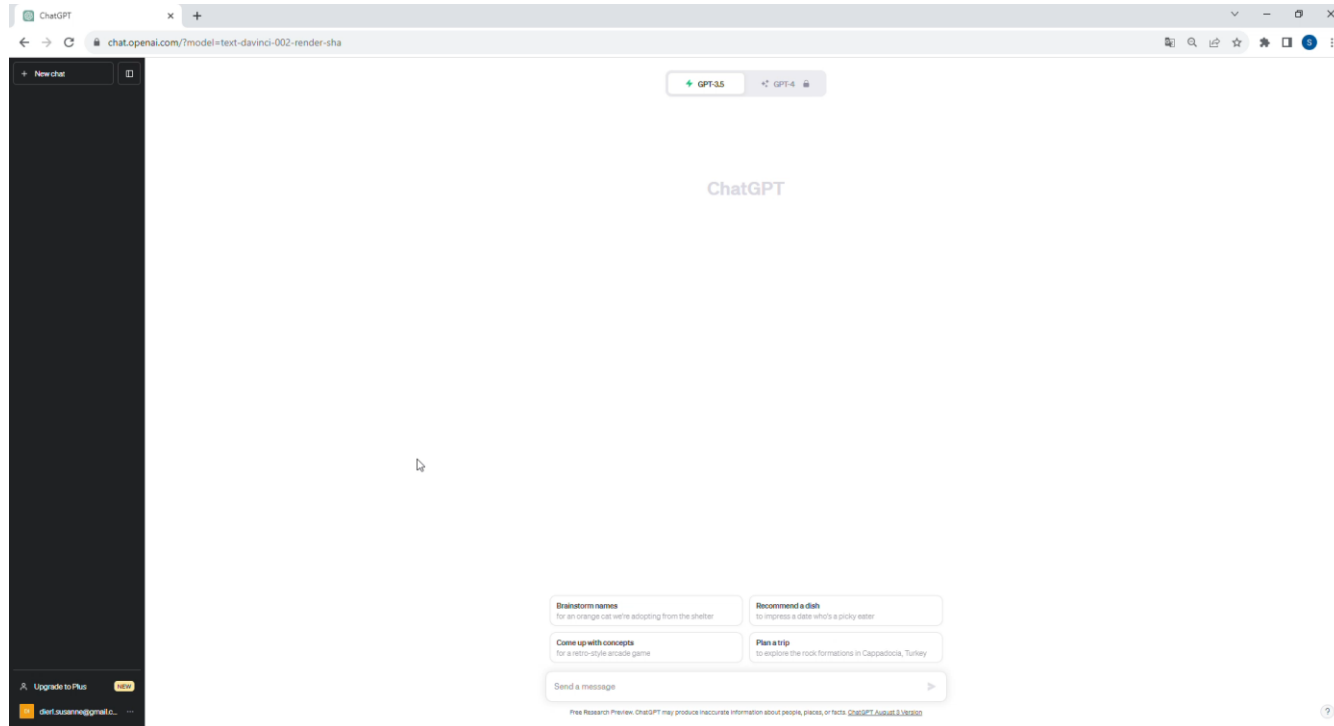 ChatGPT
chat.openai.com/?model=text-davinci-002-render-sha
S
+ New chat
GPT-3.5
GPT-4
ChatGPT
Brainstorm names
for an orange cat we're adopting from the shelter
Recommend a dish
to impress a date who's a picky eater
Come up with concepts
for a retro-style arcade game
Plan a trip
to explore the rock formations in Cappadocia, Turkey
Upgrade to Plus
NEW
Send a message
DI
dierl.susanne@gmail.c...
Free Research Preview. ChatGPT may produce inaccurate information about people, places, or facts. ChatGPT August 3 Version
?